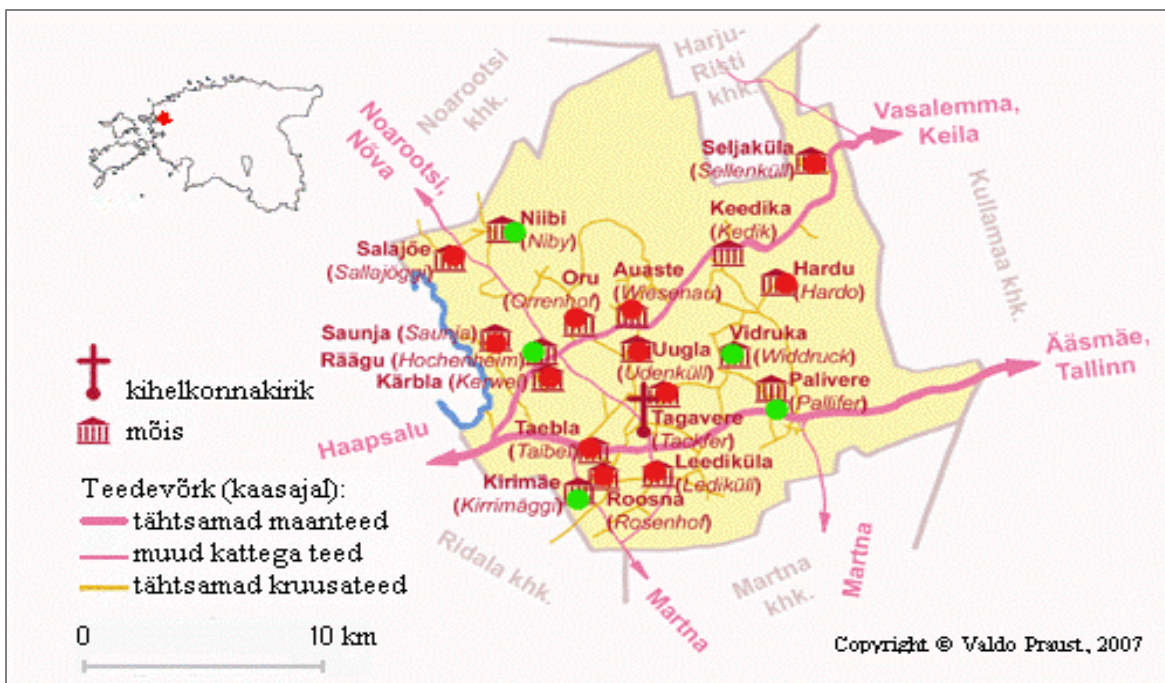 Harju-
Risti
khk.
Noarootsi
khk.
Vasalemma,
Keila
Noarootsi,
Nõva
Seljaküla
(Sellenküll)
Kullamaa khk.
Niibi
(Niby)
Keedika
(Kedik)
Salajõe
(Sallajöggi)
Oru
(Orrenhof)
Auaste
(Wiesenau)
Hardu
(Hardo)
Saunja (Saunja)
Räägu (Hochenheim)
Kärbla (Kerwel)
Uugla
(Udenküll)
Vidruka
(Widdruck)
Ääsmäe,
Tallinn
Palivere
(Pallifer)
kihelkonnakirik
mõis
Haapsalu
Taebla
(Taibel)
Tagavere
(Tackfer)
Leediküla
(Lediküll)
Kirimäe
(Kirrimäggi)
Roosna
(Rosenhof)
Teedevõrk (kaasajal):
tähtsamad maanteed
muud kattega teed
tähtsamad kruusateed
Ridala khk.
Martna
Martna
khk.
Martna
0 10 km
Copyright © Valdo Praust, 2007